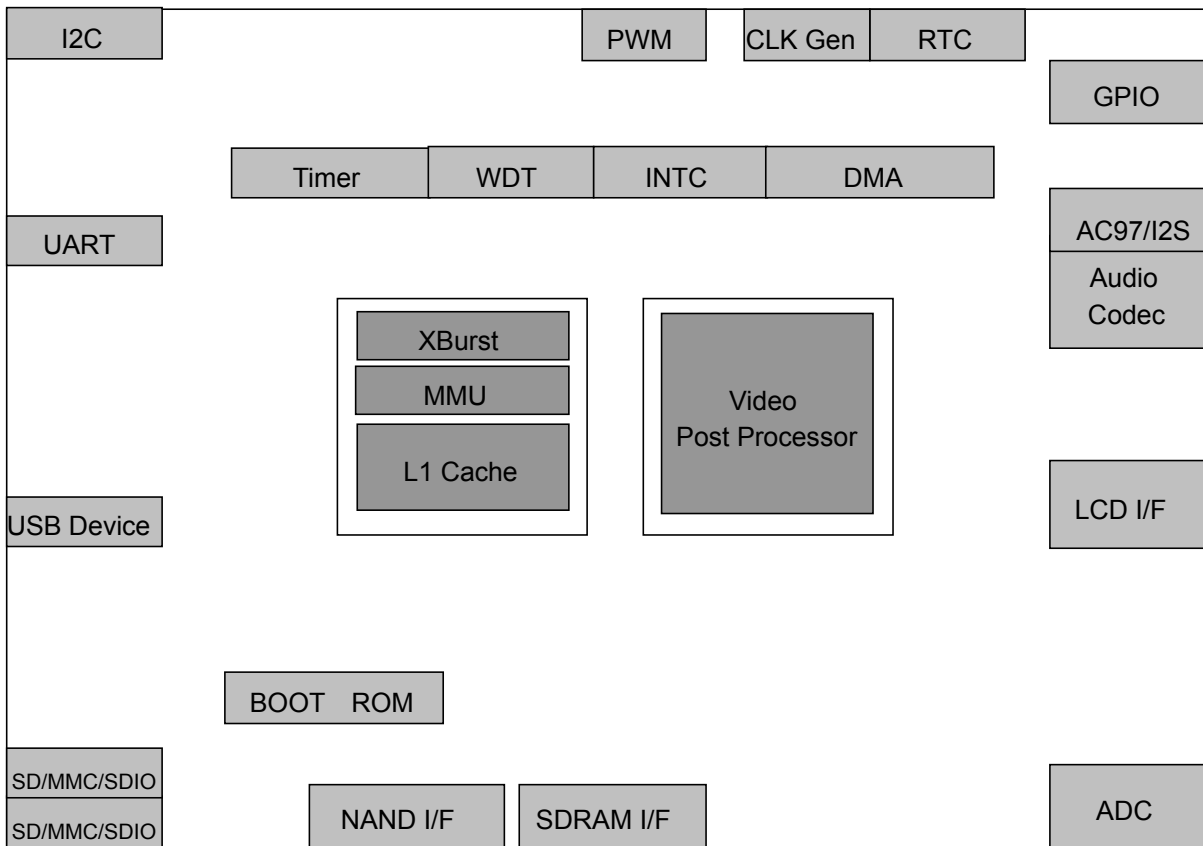 I2C
PWM
CLK Gen
RTC
GPIO
Timer
WDT
INTC
DMA
UART
AC97/I2S
Audio
Codec
XBurst
MMU
L1 Cache
Video
Post Processor
USB Device
LCD I/F
BOOT ROM
SD/MMC/SDIO
SD/MMC/SDIO
NAND I/F
SDRAM I/F
ADC